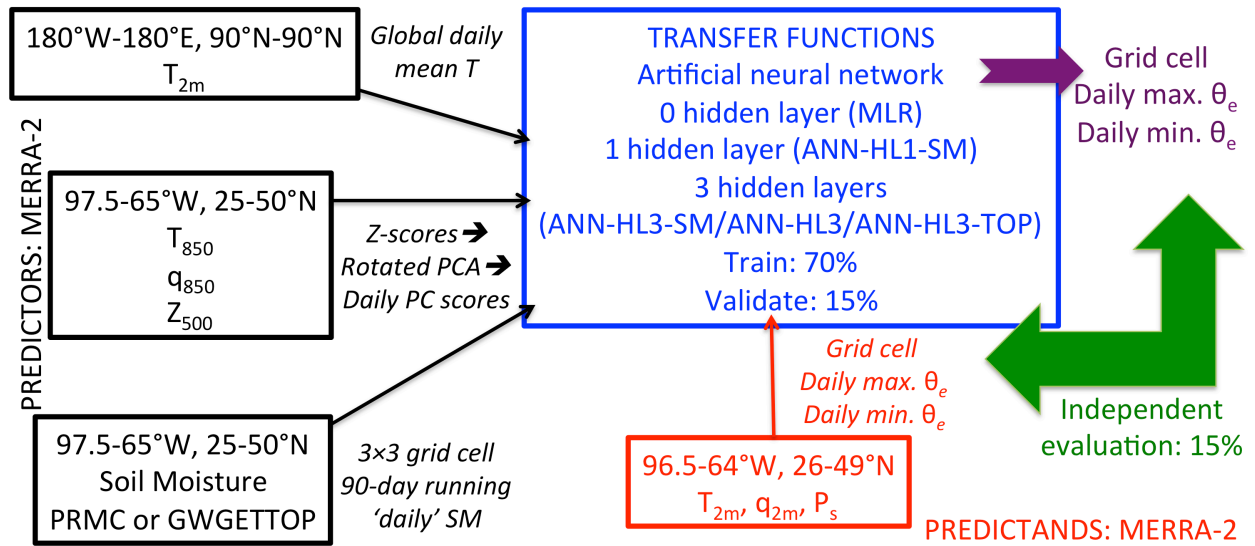 PREDICTORS: MERRA-2
180°W-180°E, 90°N-90°N
T2m
Global daily
mean T
97.5-65°W, 25-50°N
T850
q850
Z500
Z-scores➔
Rotated PCA➔
Daily PC scores
97.5-65°W, 25-50°N
Soil Moisture
PRMC or GWGETTOP
3×3 grid cell
90-day running
‘daily’ SM
TRANSFER FUNCTIONS
Artificial neural network
0 hidden layer (MLR)
1 hidden layer (ANN-HL1-SM)
3 hidden layers
(ANN-HL3-SM/ANN-HL3/ANN-HL3-TOP)
Train: 70%
Validate: 15%
Grid cell
Daily max. θe
Daily min. θe
Grid cell
Daily max. θe
Daily min. θe
96.5-64°W, 26-49°N
T2m, q2m, Ps
PREDICTANDS: MERRA-2
Independent
evaluation: 15%